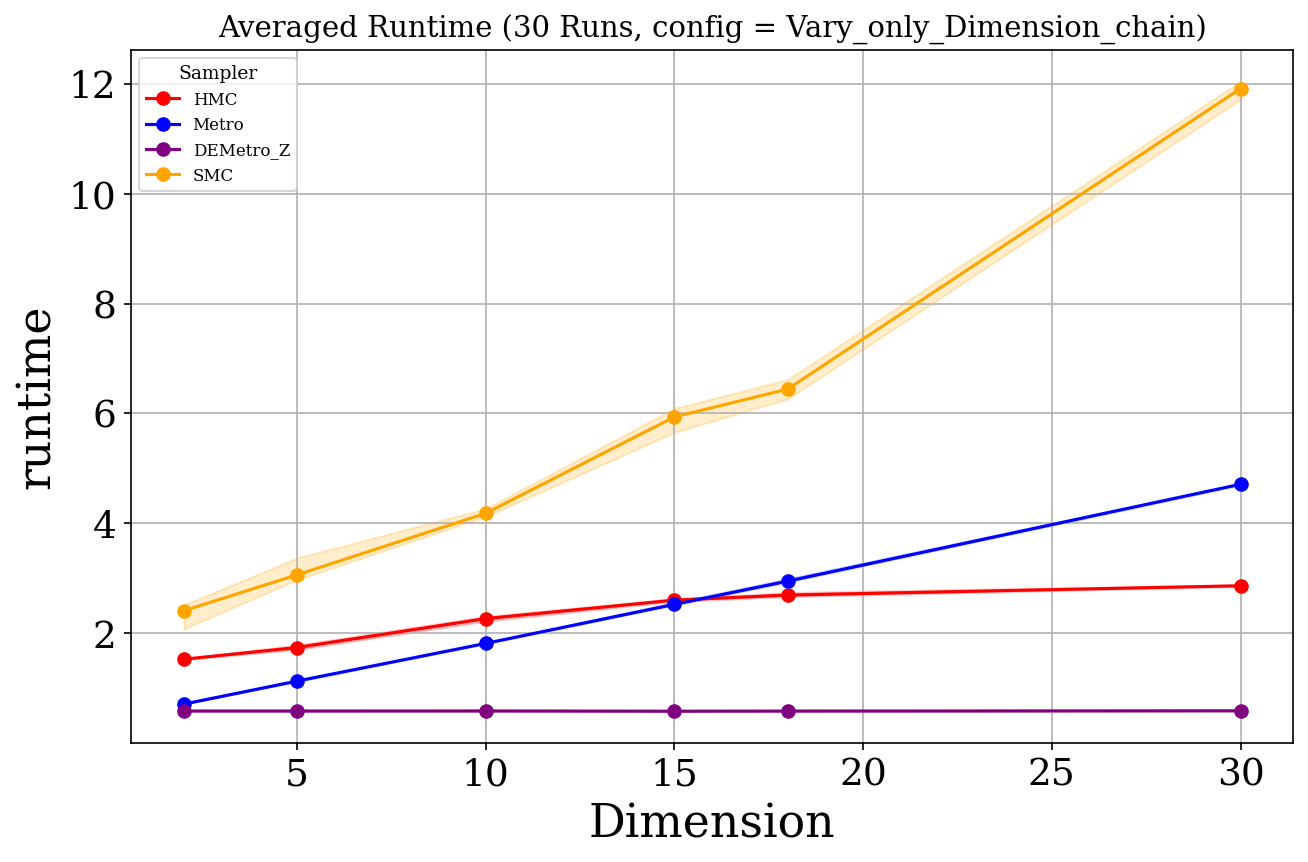 Averaged Runtime (30 Runs, config = Vary_only_Dimension_chain)
Sampler
HMC
Metro
DEMetro_Z
SMC
12
10
8
6
4
2
runtime
5 10 15 20 25 30
Dimension